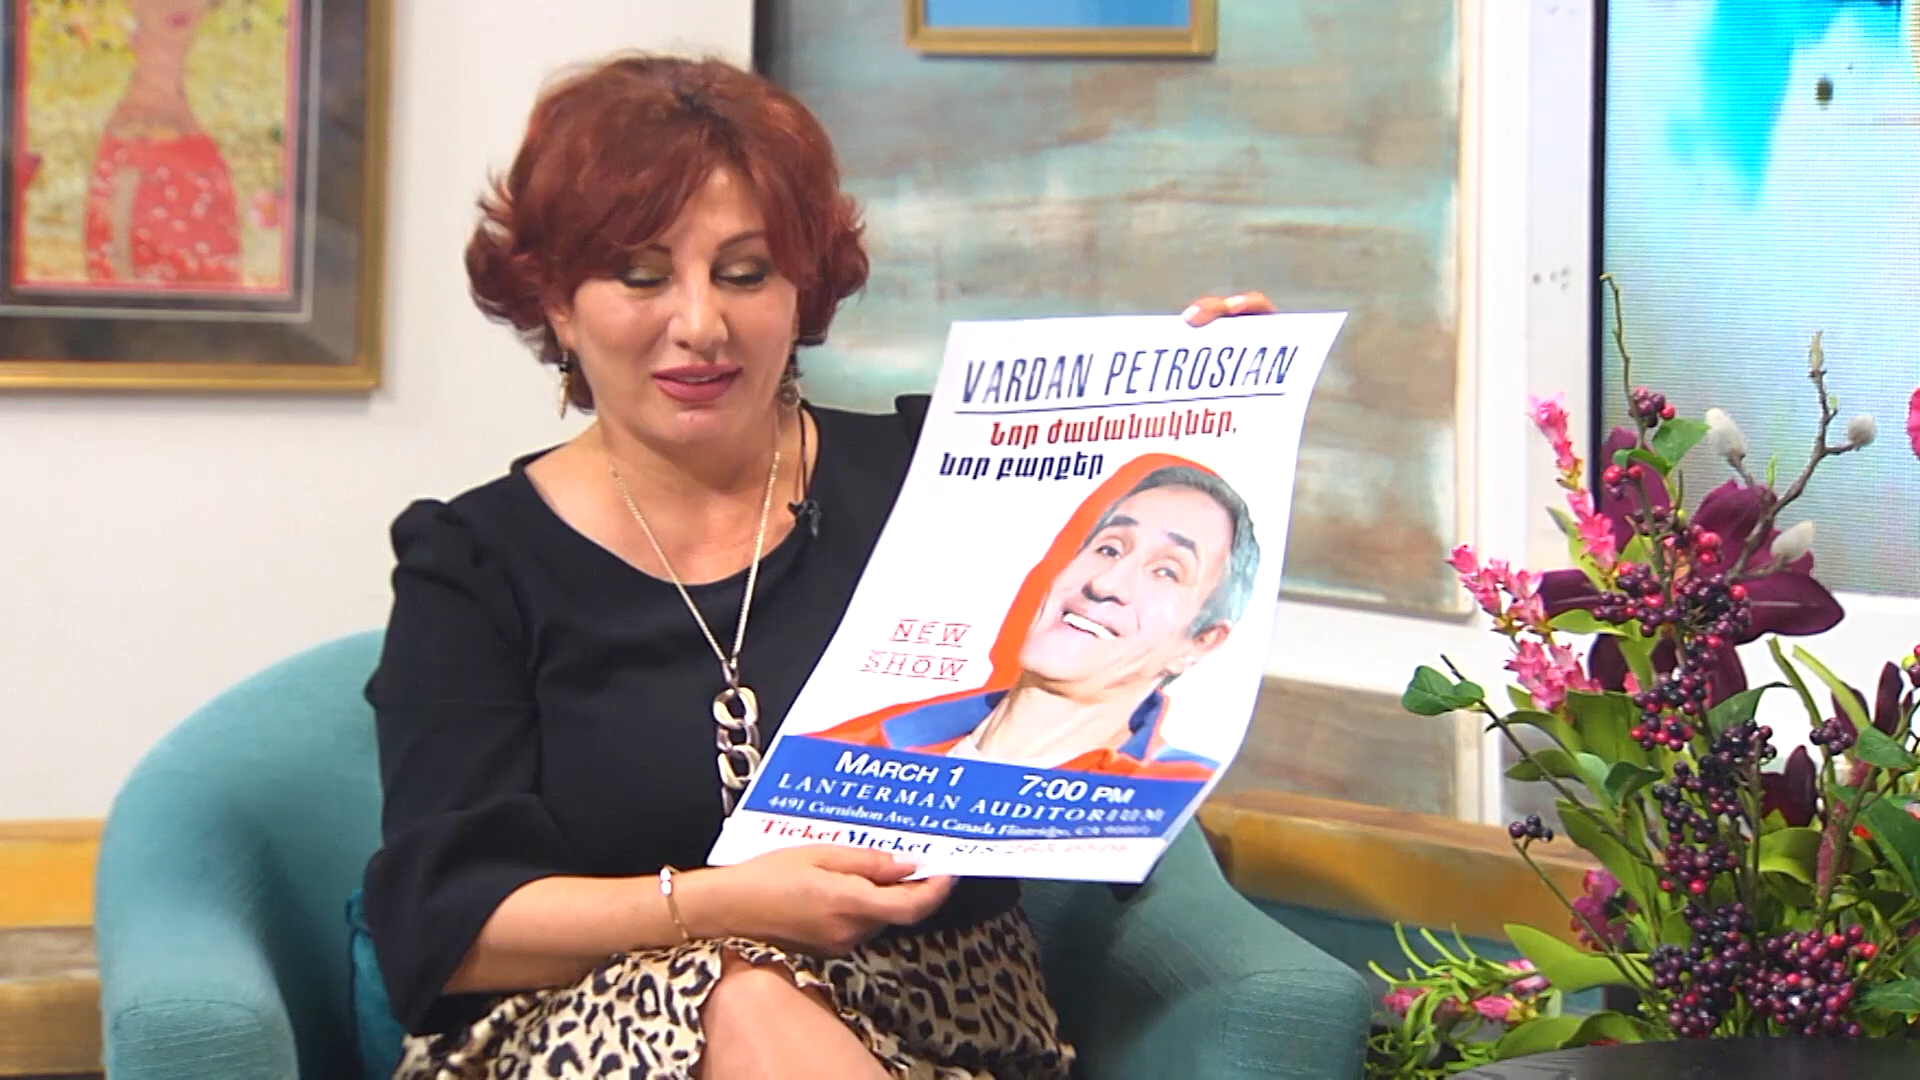 VARDAN PETROSIAN
Նոր ժամանակներ,
նոր բարքեր
NEW
SHOW
MARCH 1 7:00 PM
LANTERMAN AUDITORIUM
4491 Cornishon Ave, La Canada Flintridge, CA
TicketMicket